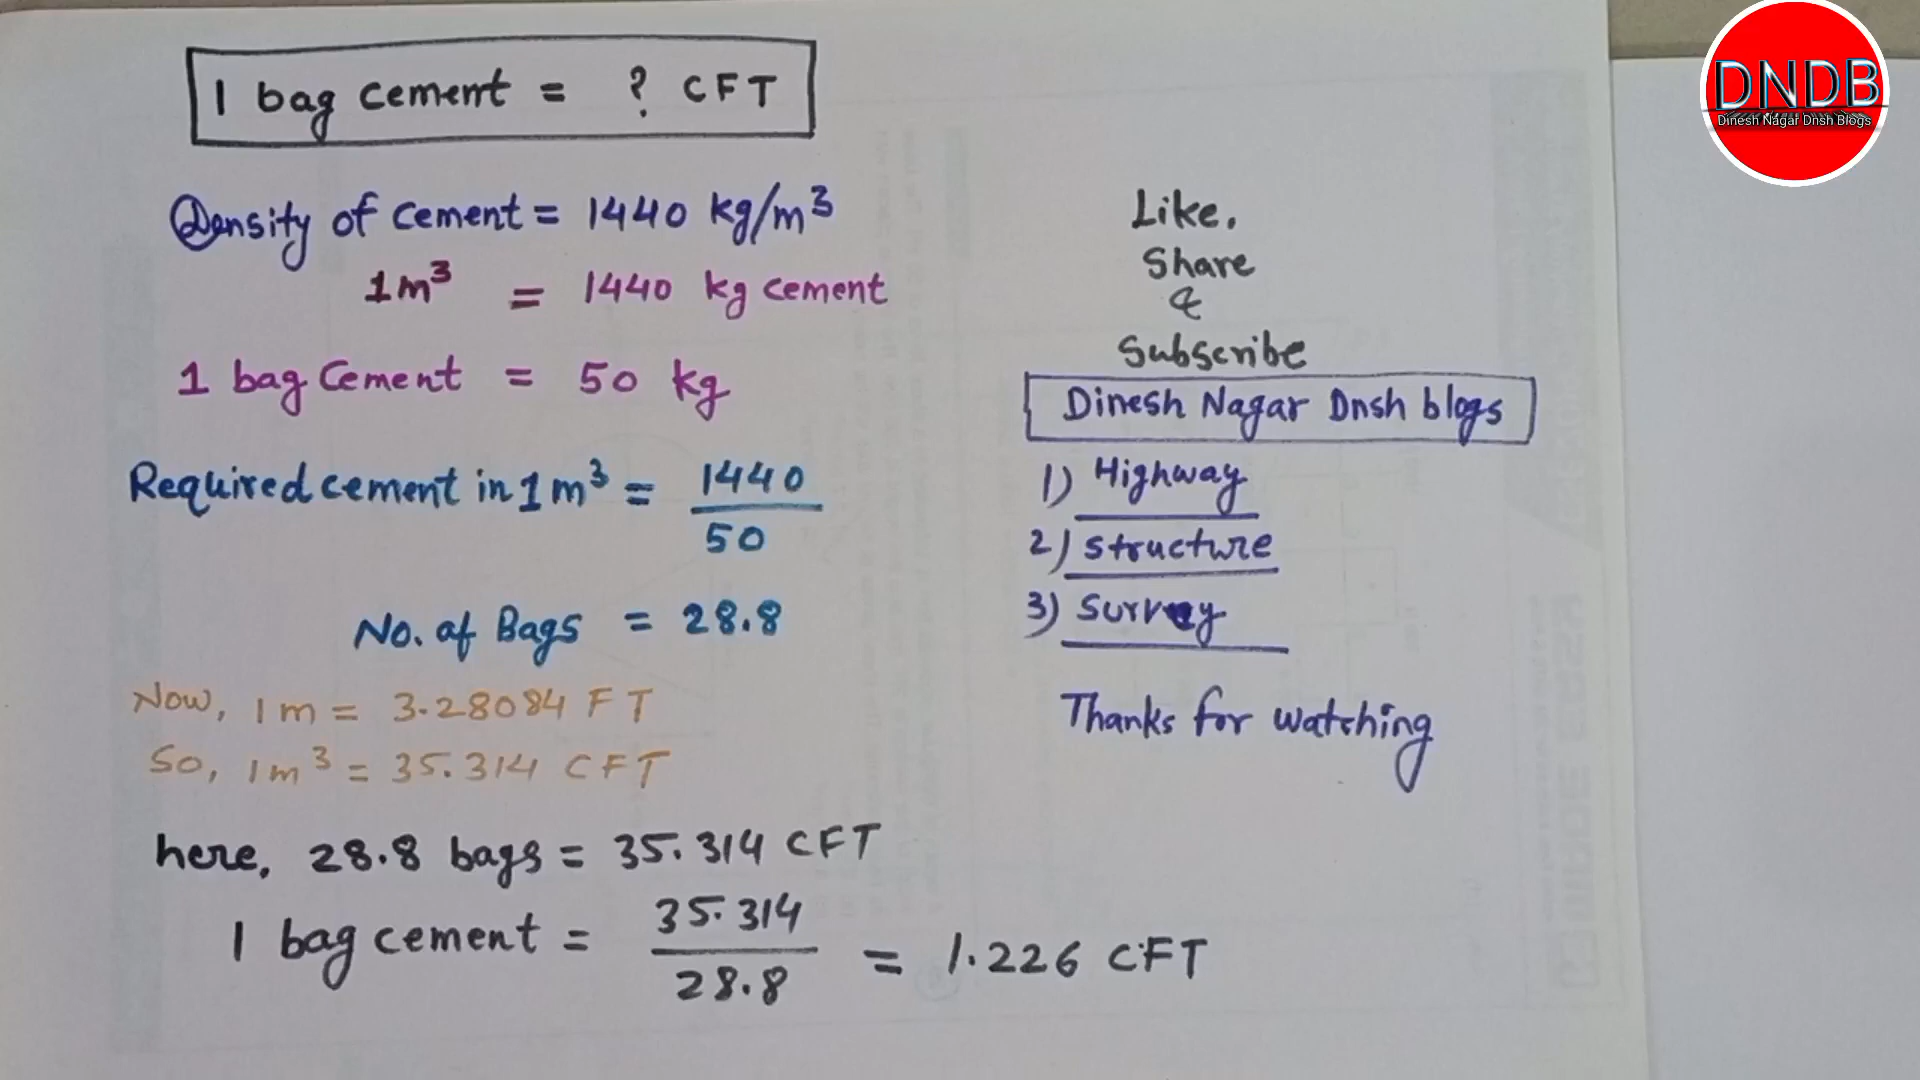 1 bag cement = ? CFT
Density of cement = 1440 kg/m³
1m³ = 1440 kg cement
1 bag Cement = 50 kg
Required cement in 1m³ = 1440
50
No. of Bags = 28.8
Now, 1m = 3.28084 FT
So, 1m³ = 35.314 CFT
here, 28.8 bags = 35.314 CFT
1 bag cement = 35.314
28.8
= 1.226 CFT
Like.
Share
&
Subscribe
Dinesh Nagar Dnsh blogs
1) Highway
2) structure
3) Survey
Thanks for watching
DNDB
Dinesh Nagar Dnsh Blogs